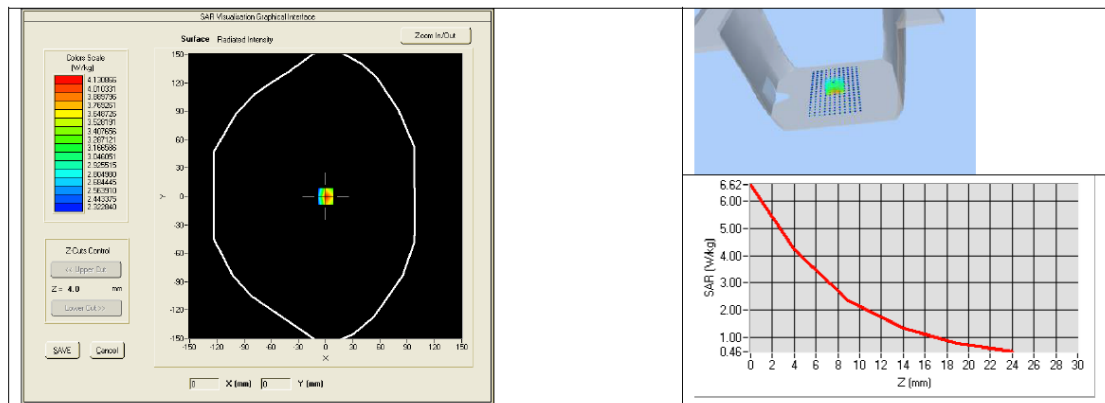 SAR Visualisation Graphical Interface
Surface Radiated Intensity
Zoom In/Out
Colors Scale
(W/kg)
4.130866
4.010331
3.889796
3.769261
3.648726
3.528191
3.407656
3.287121
3.166586
3.046051
2.925515
2.804980
2.684445
2.563910
2.443375
2.322840
Z-Cuts Control
<< Upper Cut
Z = 4.0 mm
Lower Cut >>
SAVE Cancel
150
120
90
60
30
0
-30
-60
-90
-120
-150
Y
-150 -120 -90 -60 -30 0 30 60 90 120 150
X
0 X (mm) 0 Y (mm)
6.62
6.00
5.00
4.00
3.00
2.00
1.00
0.46
SAR (W/kg)
0 2 4 6 8 10 12 14 16 18 20 22 24 26 28 30
Z (mm)